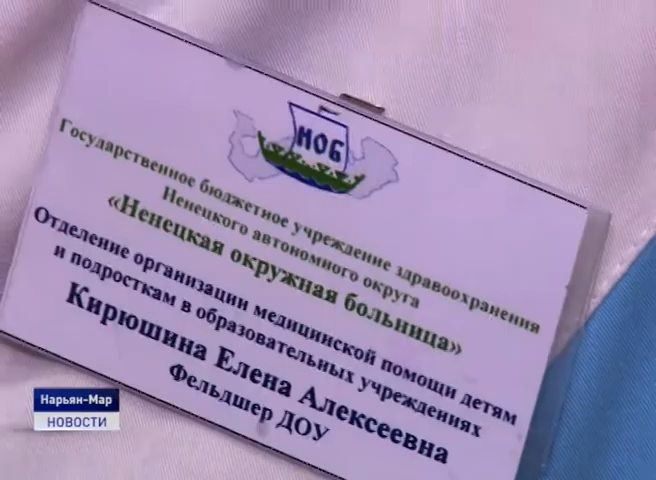 НОБ
Государственное бюджетное учреждение здравоохранения
Ненецкого автономного округа
«Ненецкая окружная больница»
Отделение организации медицинской помощи детям
и подросткам в образовательных учреждениях
Кирюшина Елена Алексеевна
Фельдшер ДОУ
Нарьян-Мар
НОВОСТИ